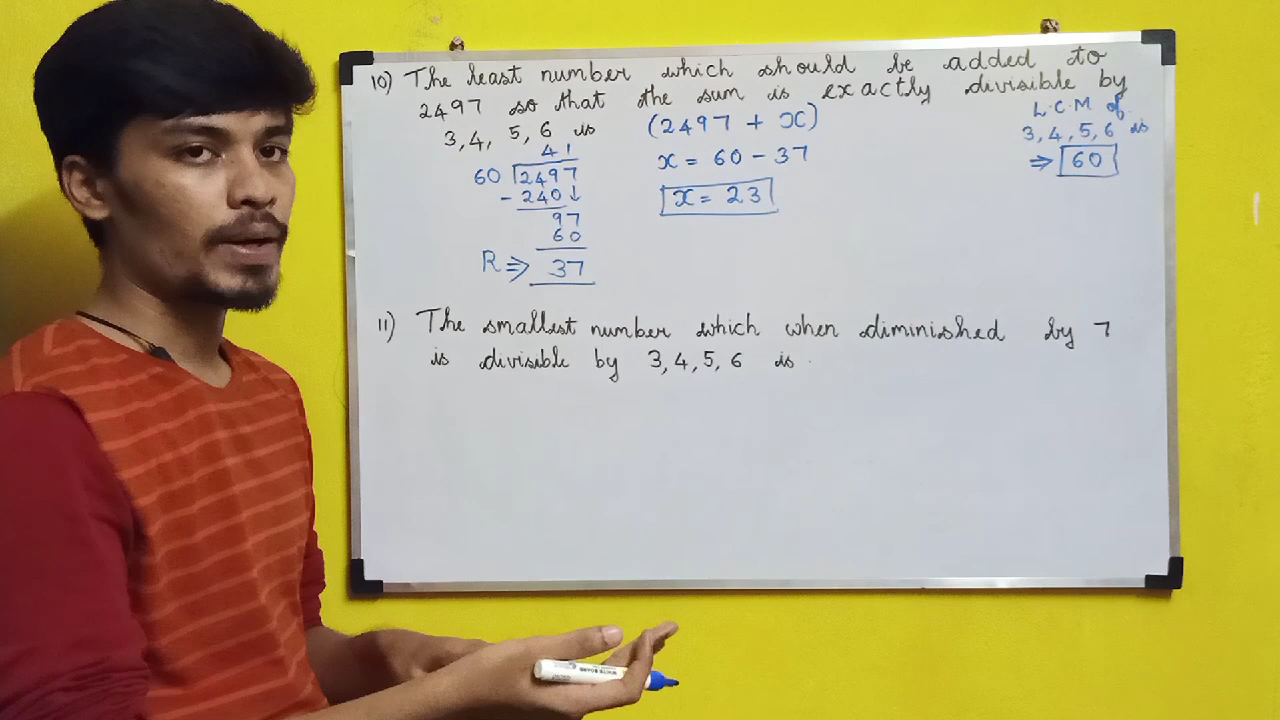 10) The least number which should be added to
2497 so that the sum is exactly divisible by
3, 4, 5, 6 is
(2497 + x)
L.C.M of
3, 4, 5, 6 is
⇒ 60
x = 60 - 37
x = 23
41
60 2497
- 240↓
97
60
R ⇒ 37
11) The smallest number which when diminished by 7
is divisible by 3, 4, 5, 6 is .
WHITE BOARD